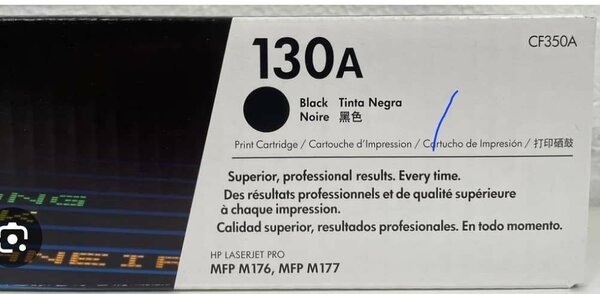 130A
CF350A
Black Tinta Negra
Noire 黑色
Print Cartridge / Cartouche d'Impression / Cartucho de Impresión / 打印硒鼓
Superior, professional results. Every time.
Des résultats professionnels et de qualité supérieure
à chaque impression.
Calidad superior, resultados profesionales. En todo momento.
HP LASERJET PRO
MFP M176, MFP M177